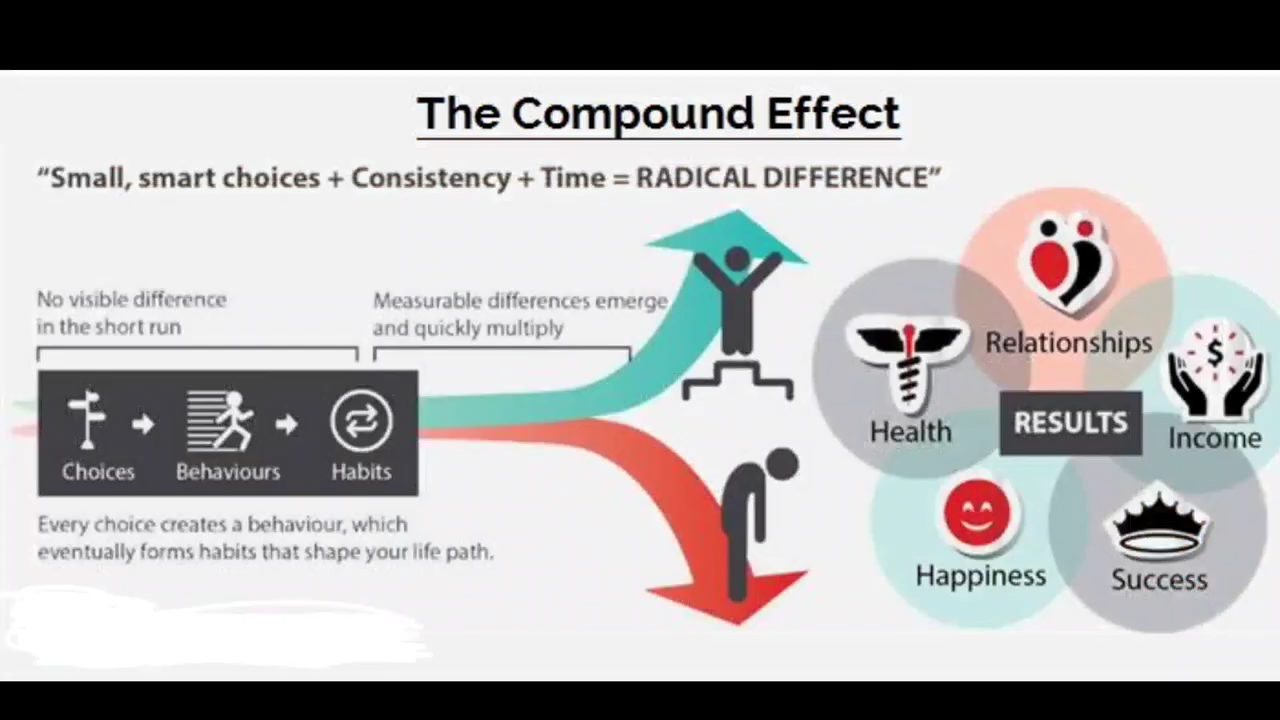 The Compound Effect
“Small, smart choices + Consistency + Time = RADICAL DIFFERENCE”
No visible difference
in the short run
Measurable differences emerge
and quickly multiply
Choices
Behaviours
Habits
Every choice creates a behaviour, which
eventually forms habits that shape your life path.
Relationships
Health
RESULTS
$
Income
Happiness
Success